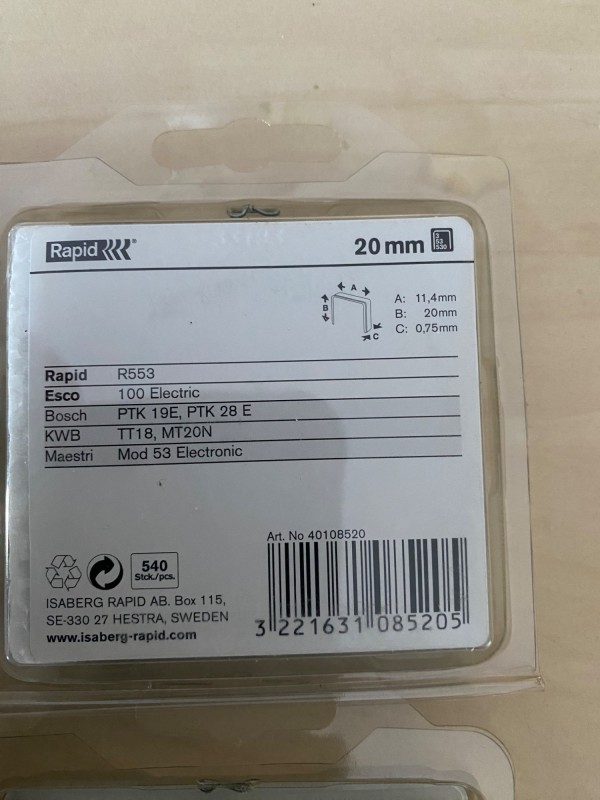 Rapid ®
20 mm 3 53 530
A
B
C
A: 11,4mm
B: 20mm
C: 0,75mm
Rapid R553
Esco 100 Electric
Bosch PTK 19E, PTK 28 E
KWB TT18, MT20N
Maestri Mod 53 Electronic
Art. No 40108520
540
Stck./pcs.
ISABERG RAPID AB. Box 115,
SE-330 27 HESTRA, SWEDEN
www.isaberg-rapid.com
3 221631 085205